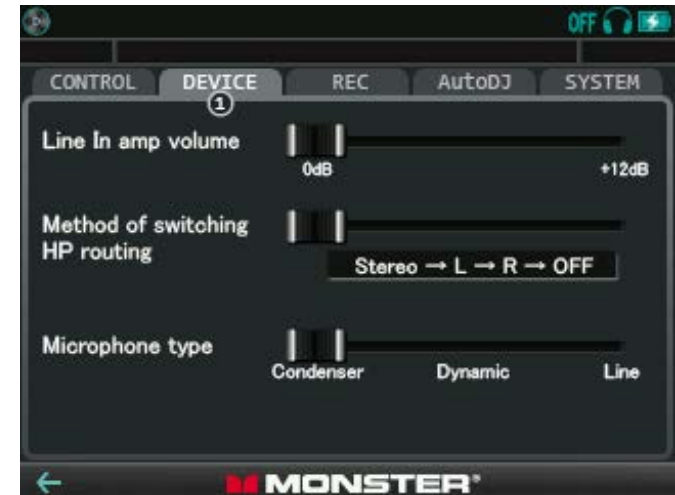 OFF
CONTROL DEVICE REC AutoDJ SYSTEM
1
Line In amp volume
0dB +12dB
Method of switching
HP routing
Stereo → L → R → OFF
Microphone type
Condenser Dynamic Line
← MONSTER®